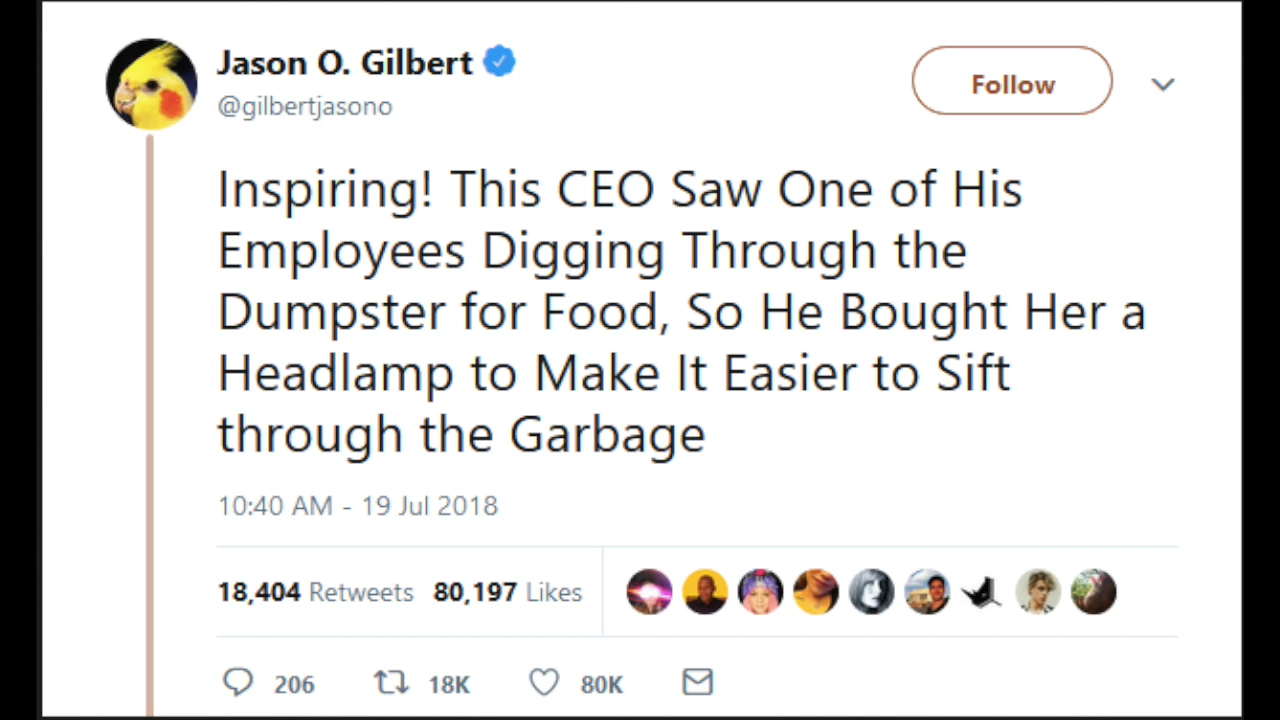 Jason O. Gilbert
@gilbertjasono
Follow
Inspiring! This CEO Saw One of His
Employees Digging Through the
Dumpster for Food, So He Bought Her a
Headlamp to Make It Easier to Sift
through the Garbage
10:40 AM - 19 Jul 2018
18,404 Retweets 80,197 Likes
206 18K 80K